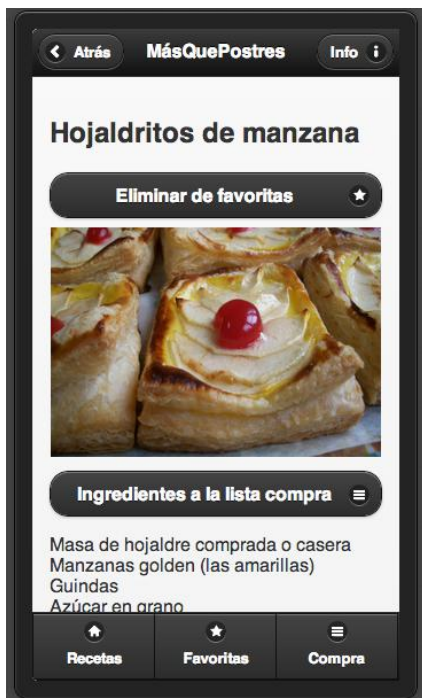 Atrás MásQuePostres Info
Hojaldritos de manzana
Eliminar de favoritas
Ingredientes a la lista compra
Masa de hojaldre comprada o casera
Manzanas golden (las amarillas)
Guindas
Azúcar en grano
Recetas Favoritas Compra